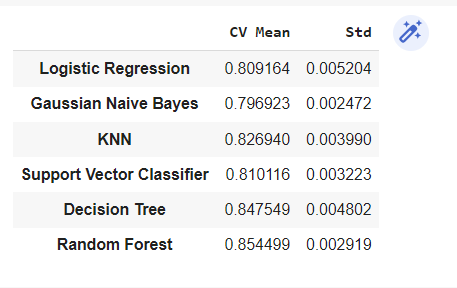 CV Mean Std
Logistic Regression 0.809164 0.005204
Gaussian Naive Bayes 0.796923 0.002472
KNN 0.826940 0.003990
Support Vector Classifier 0.810116 0.003223
Decision Tree 0.847549 0.004802
Random Forest 0.854499 0.002919